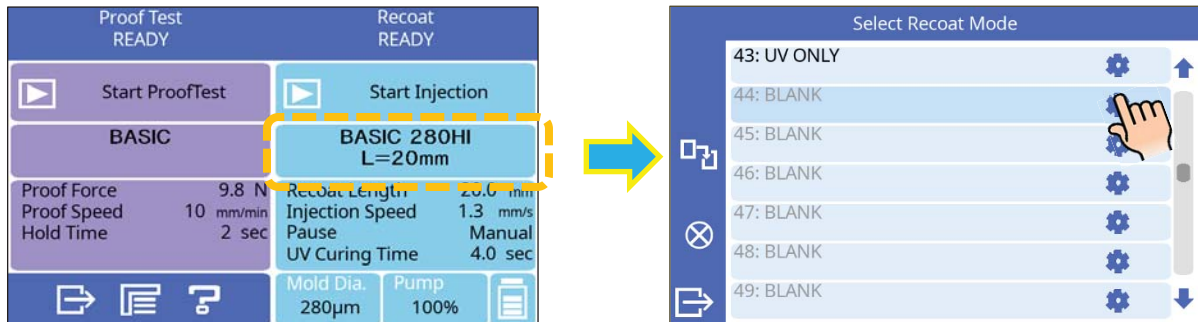 Proof Test
READY
Recoat
READY
Start ProofTest
Start Injection
BASIC
BASIC 280HI
L=20mm
Proof Force 9.8 N
Proof Speed 10 mm/min
Hold Time 2 sec
Recoat Length 20.0 mm
Injection Speed 1.3 mm/s
Pause Manual
UV Curing Time 4.0 sec
Mold Dia.
280µm
Pump
100%
Select Recoat Mode
43: UV ONLY
44: BLANK
45: BLANK
46: BLANK
47: BLANK
48: BLANK
49: BLANK